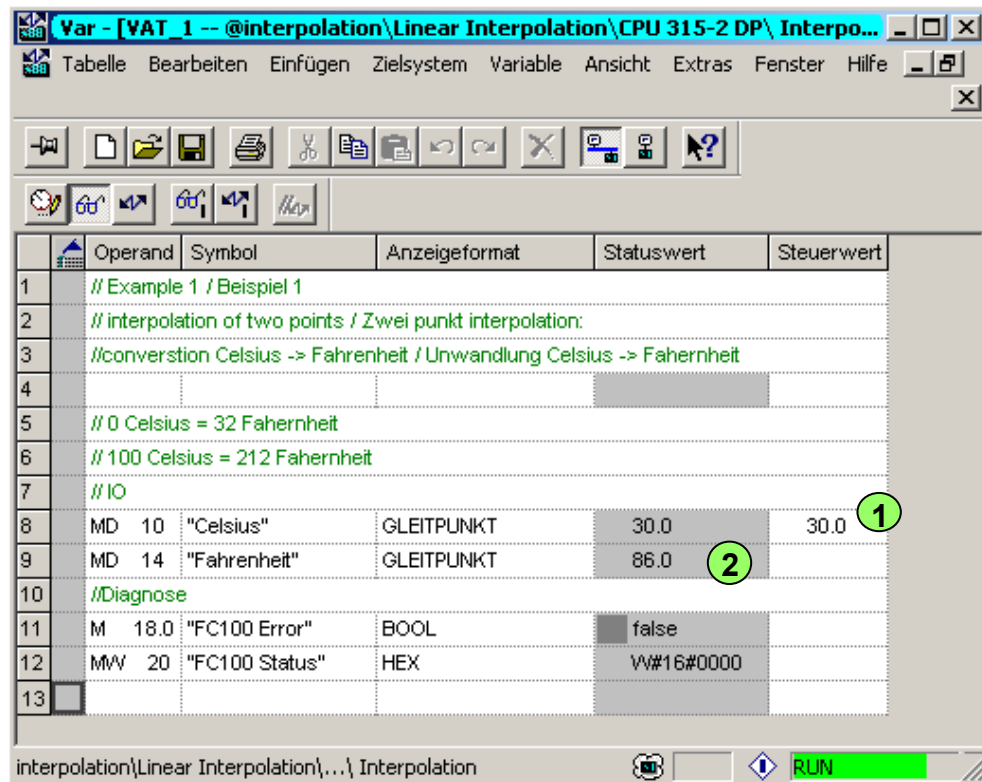 Var - [VAT_1 -- @interpolation\Linear Interpolation\CPU 315-2 DP\ Interpo...
Tabelle Bearbeiten Einfügen Zielsystem Variable Ansicht Extras Fenster Hilfe
Operand Symbol Anzeigeformat Statuswert Steuerwert
1 // Example 1 / Beispiel 1
2 // interpolation of two points / Zwei punkt interpolation:
3 //converstion Celsius -> Fahrenheit / Unwandlung Celsius -> Fahernheit
4
5 // 0 Celsius = 32 Fahernheit
6 // 100 Celsius = 212 Fahernheit
7 // IO
8 MD 10 "Celsius" GLEITPUNKT 30.0 30.0 1
9 MD 14 "Fahrenheit" GLEITPUNKT 86.0 2
10 //Diagnose
11 M 18.0 "FC100 Error" BOOL false
12 MW 20 "FC100 Status" HEX W#16#0000
13
interpolation\Linear Interpolation\...\ Interpolation RUN